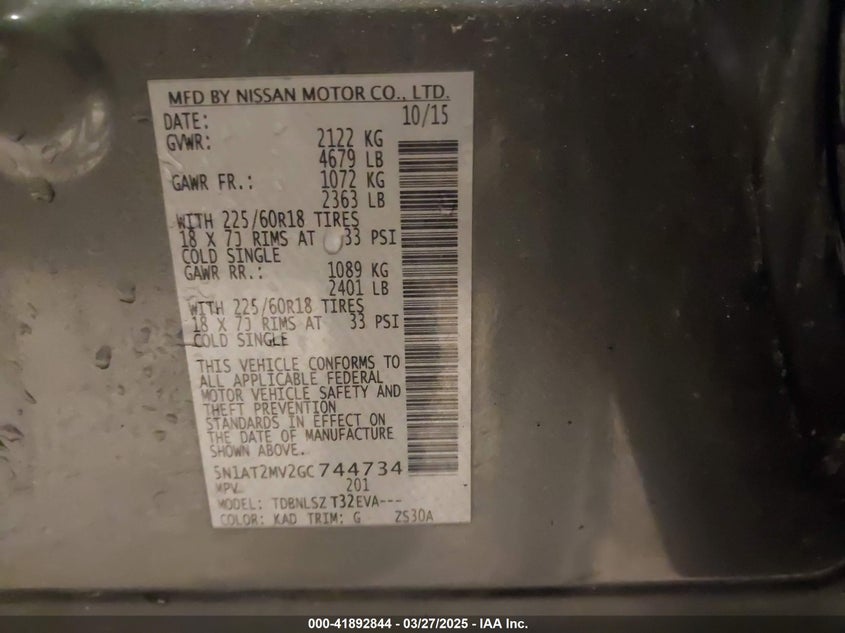 MFD BY NISSAN MOTOR CO., LTD.
DATE: 10/15
GVWR: 2122 KG
4679 LB
GAWR FR.: 1072 KG
2363 LB
WITH 225/60R18 TIRES
18 X 7J RIMS AT 33 PSI
COLD SINGLE
GAWR RR.: 1089 KG
2401 LB
WITH 225/60R18 TIRES
18 X 7J RIMS AT 33 PSI
COLD SINGLE
THIS VEHICLE CONFORMS TO
ALL APPLICABLE FEDERAL
MOTOR VEHICLE SAFETY AND
THEFT PREVENTION
STANDARDS IN EFFECT ON
THE DATE OF MANUFACTURE
SHOWN ABOVE.
5N1AT2MV2GC744734
MPV 201
MODEL: TDBNLSZ T32EVA---
COLOR: KAD TRIM: G ZS30A
000-41892844 - 03/27/2025 - IAA Inc.